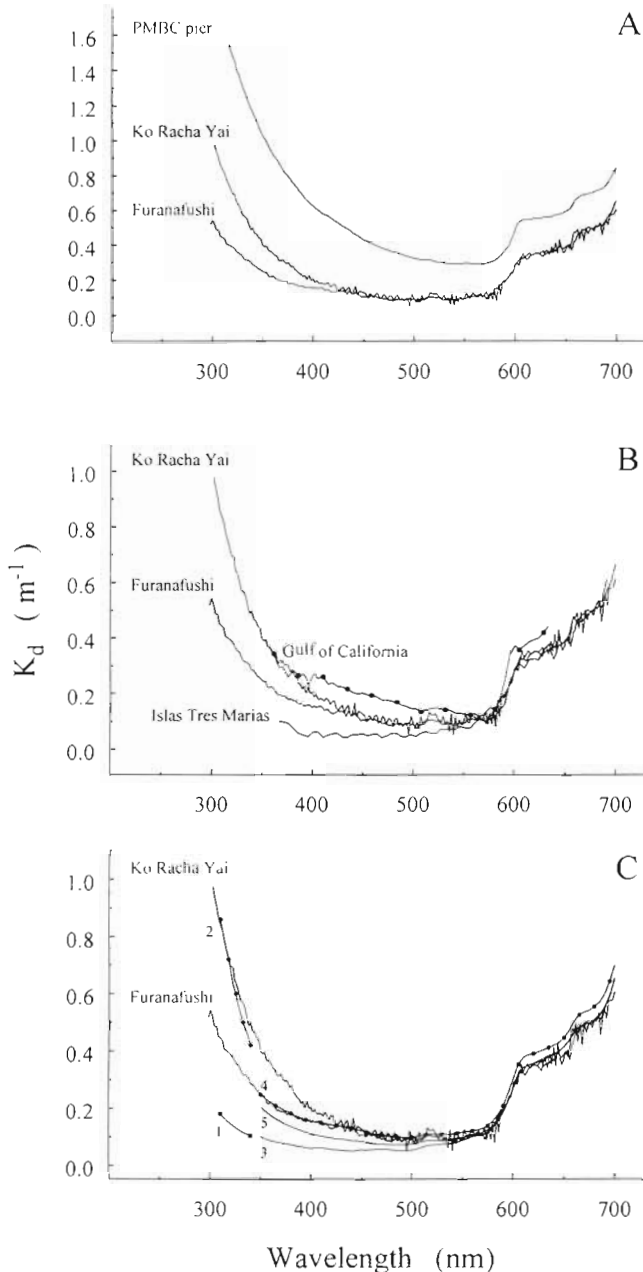 A
PMBC pier
1.6
1.4
1.2
Ko Racha Yai
1.0
0.8
Furanafushi
0.6
0.4
0.2
0.0
300 400 500 600 700
B
Ko Racha Yai
1.0
0.8
Furanafushi
0.6
0.4
Gulf of California
0.2
Islas Tres Marias
0.0
300 400 500 600 700
K_d (m⁻¹)
C
Ko Racha Yai
1.0
2
0.8
Furanafushi
0.6
0.4
4
0.2
5
1
3
0.0
300 400 500 600 700
Wavelength (nm)